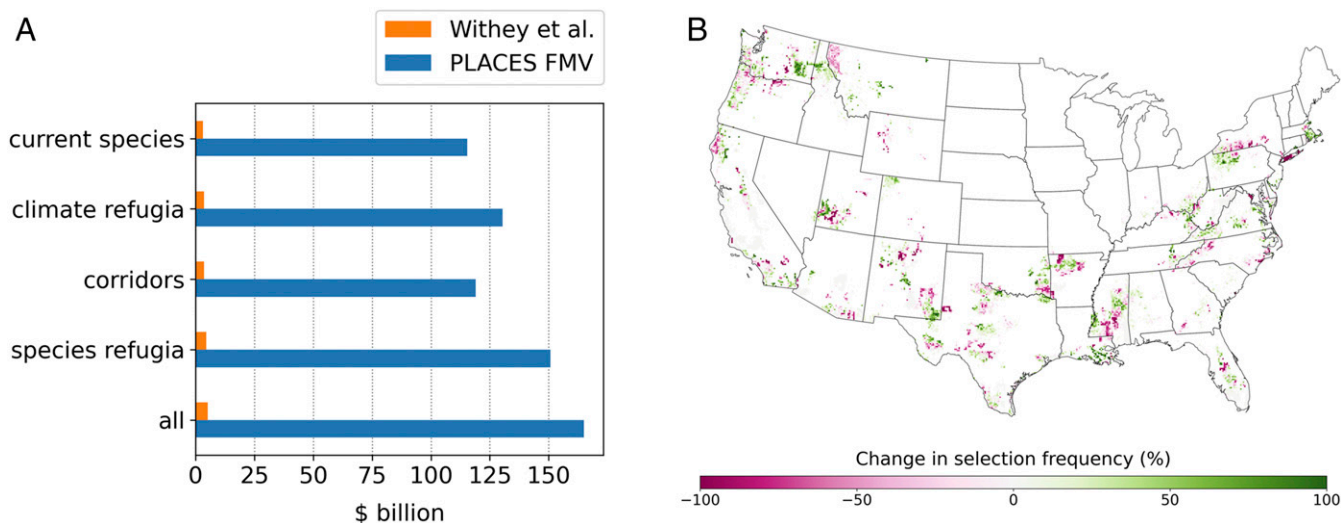 A
Withey et al.
PLACES FMV
current species
climate refugia
corridors
species refugia
all
0 25 50 75 100 125 150
$ billion
B
Change in selection frequency (%)
−100 −50 0 50 100